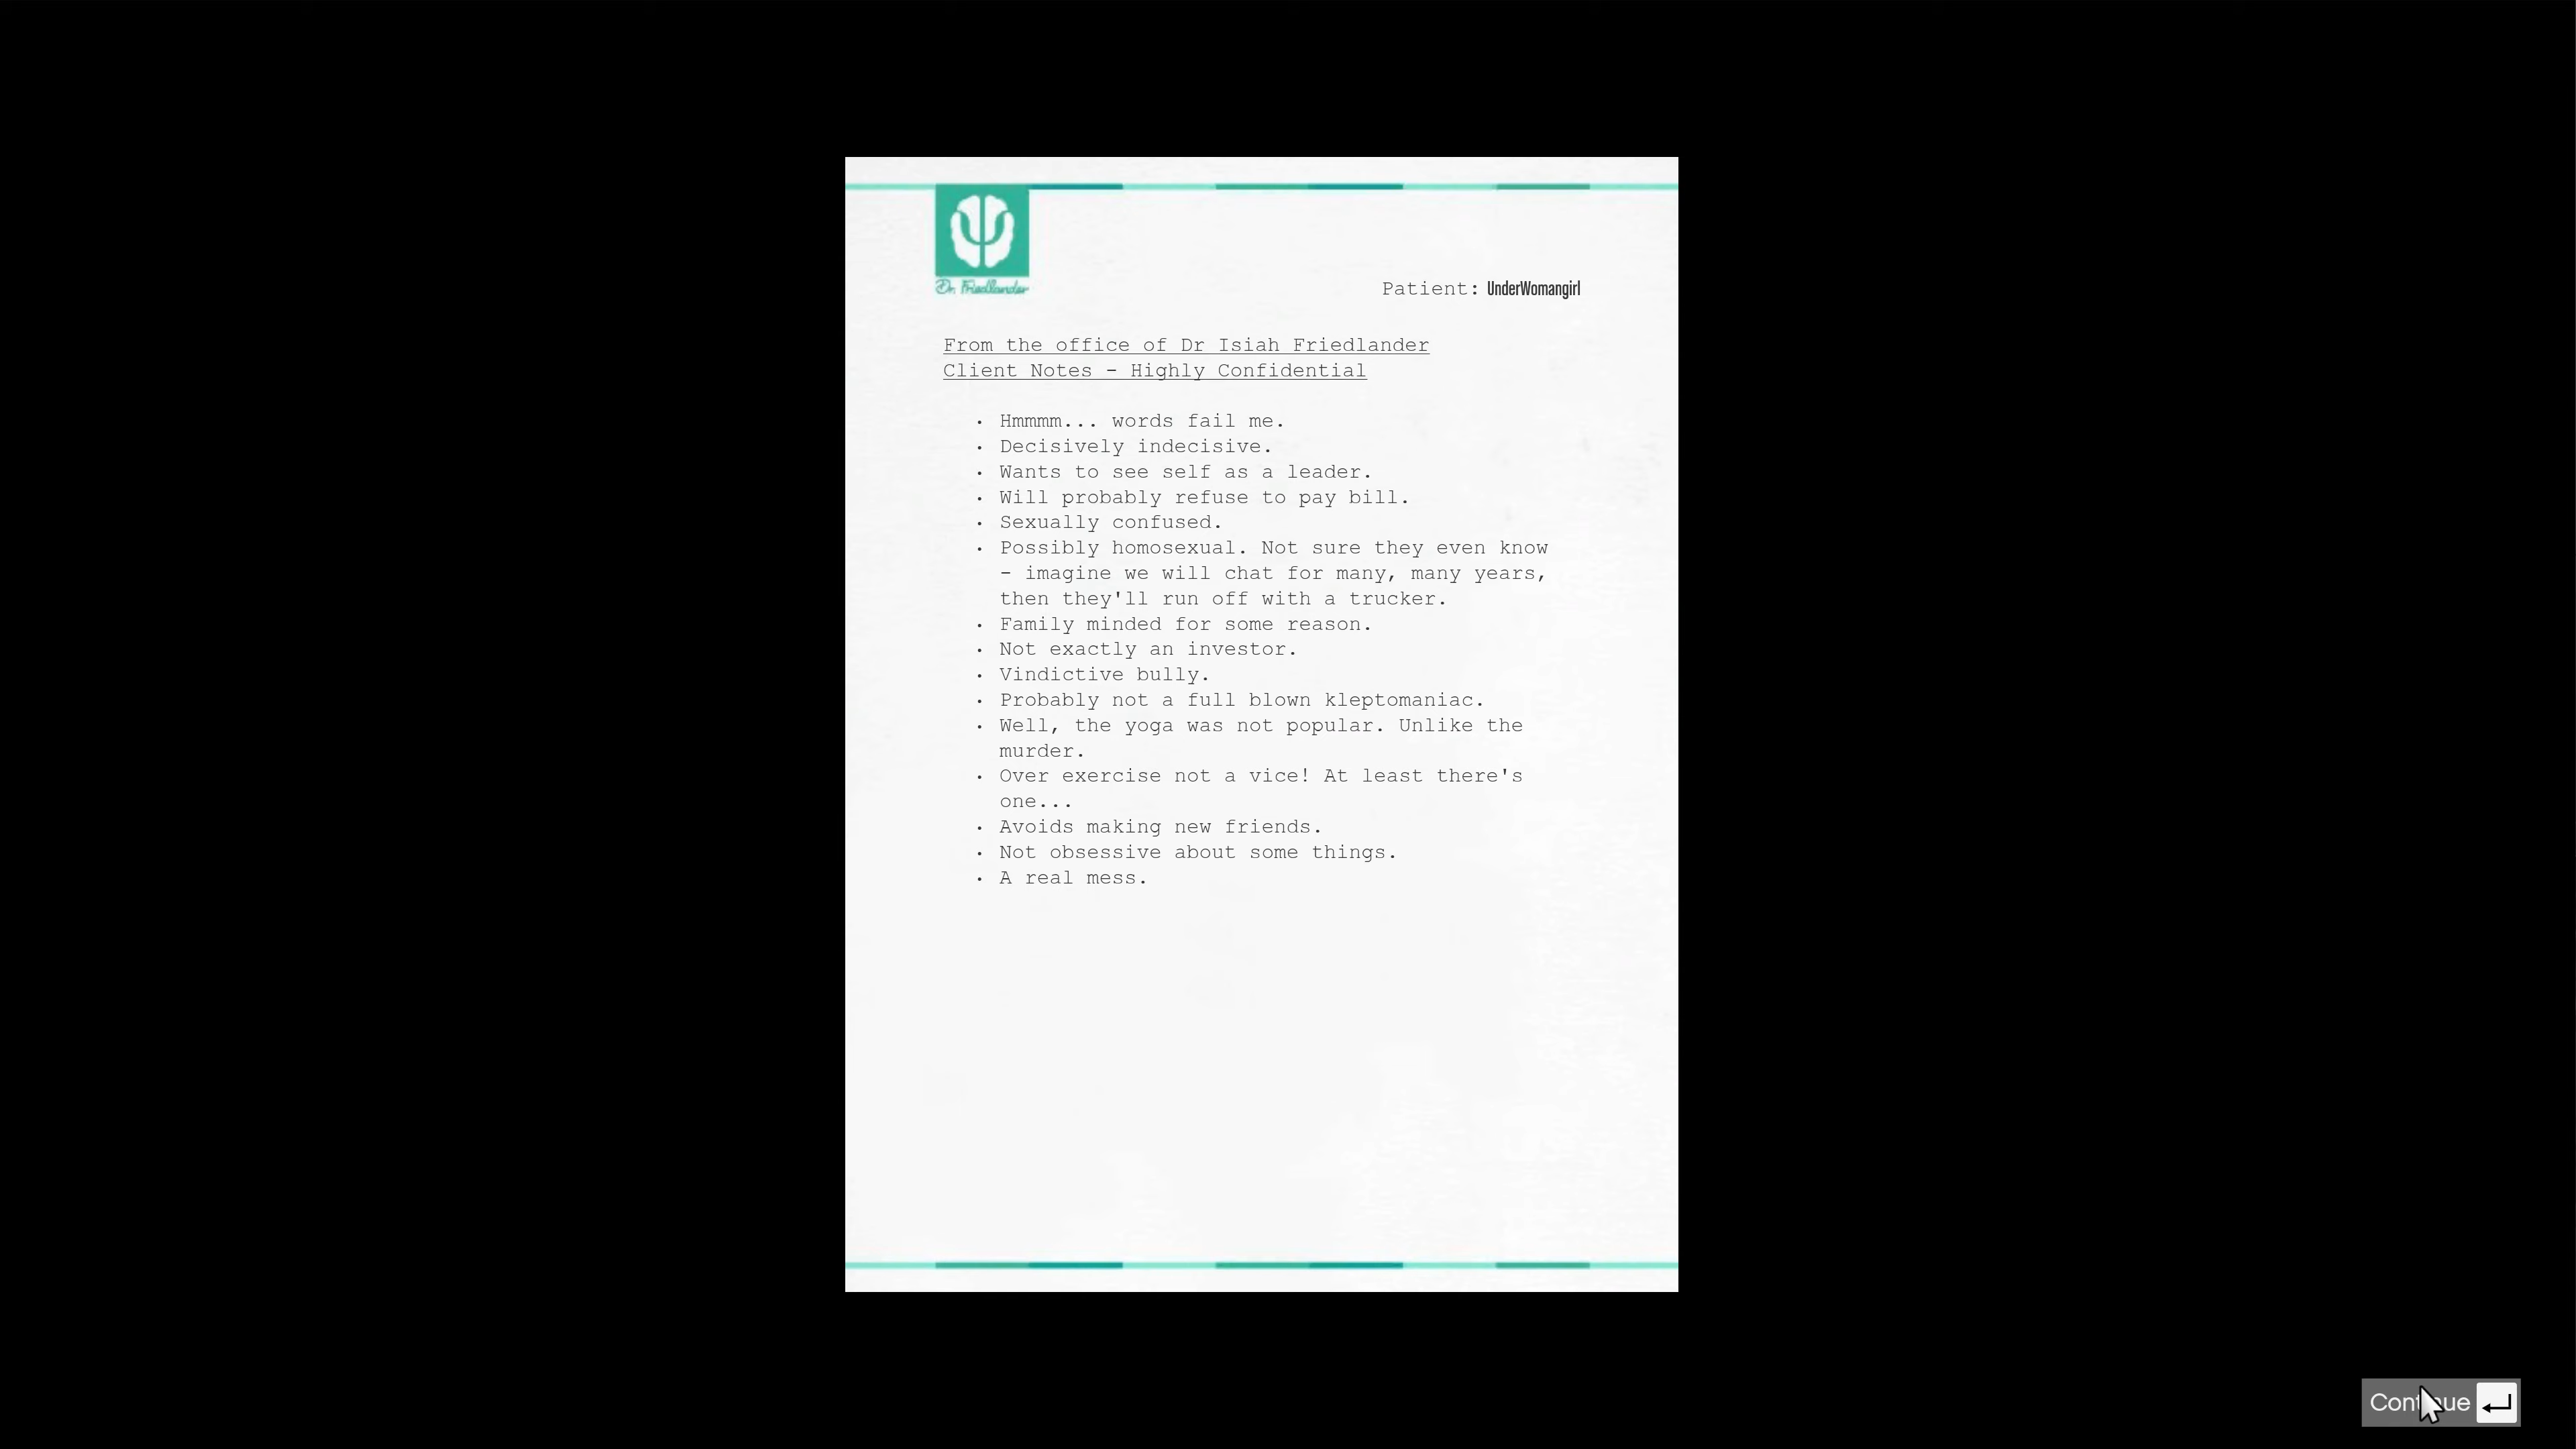 Dr. Friedlander
Patient: UnderWomangirl
From the office of Dr Isiah Friedlander
Client Notes - Highly Confidential
· Hmmmm... words fail me.
· Decisively indecisive.
· Wants to see self as a leader.
· Will probably refuse to pay bill.
· Sexually confused.
· Possibly homosexual. Not sure they even know
- imagine we will chat for many, many years,
then they'll run off with a trucker.
· Family minded for some reason.
· Not exactly an investor.
· Vindictive bully.
· Probably not a full blown kleptomaniac.
· Well, the yoga was not popular. Unlike the
murder.
· Over exercise not a vice! At least there's
one...
· Avoids making new friends.
· Not obsessive about some things.
· A real mess.
Continue